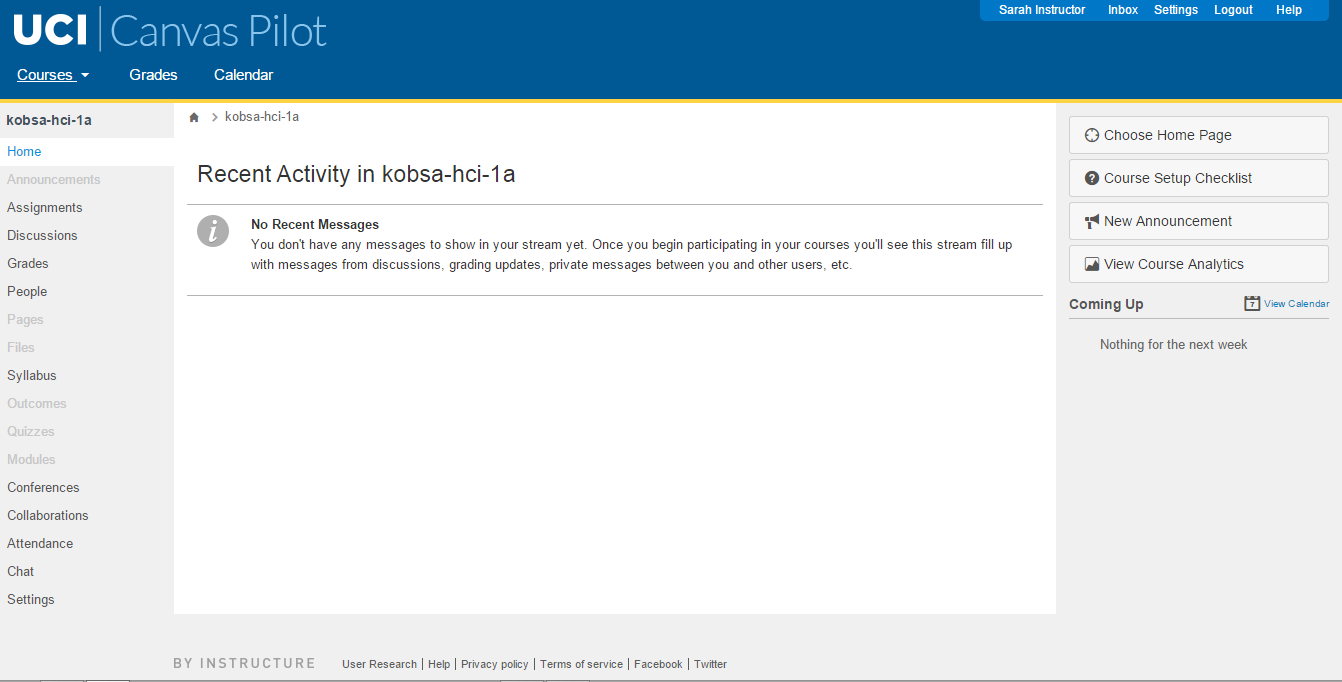 UCI Canvas Pilot
Sarah Instructor Inbox Settings Logout Help
Courses Grades Calendar
kobsa-hci-1a
Home
Announcements
Assignments
Discussions
Grades
People
Pages
Files
Syllabus
Outcomes
Quizzes
Modules
Conferences
Collaborations
Attendance
Chat
Settings
kobsa-hci-1a
Recent Activity in kobsa-hci-1a
No Recent Messages
You don't have any messages to show in your stream yet. Once you begin participating in your courses you'll see this stream fill up
with messages from discussions, grading updates, private messages between you and other users, etc.
Choose Home Page
Course Setup Checklist
New Announcement
View Course Analytics
Coming Up 7 View Calendar
Nothing for the next week
BY INSTRUCTURE User Research | Help | Privacy policy | Terms of service | Facebook | Twitter